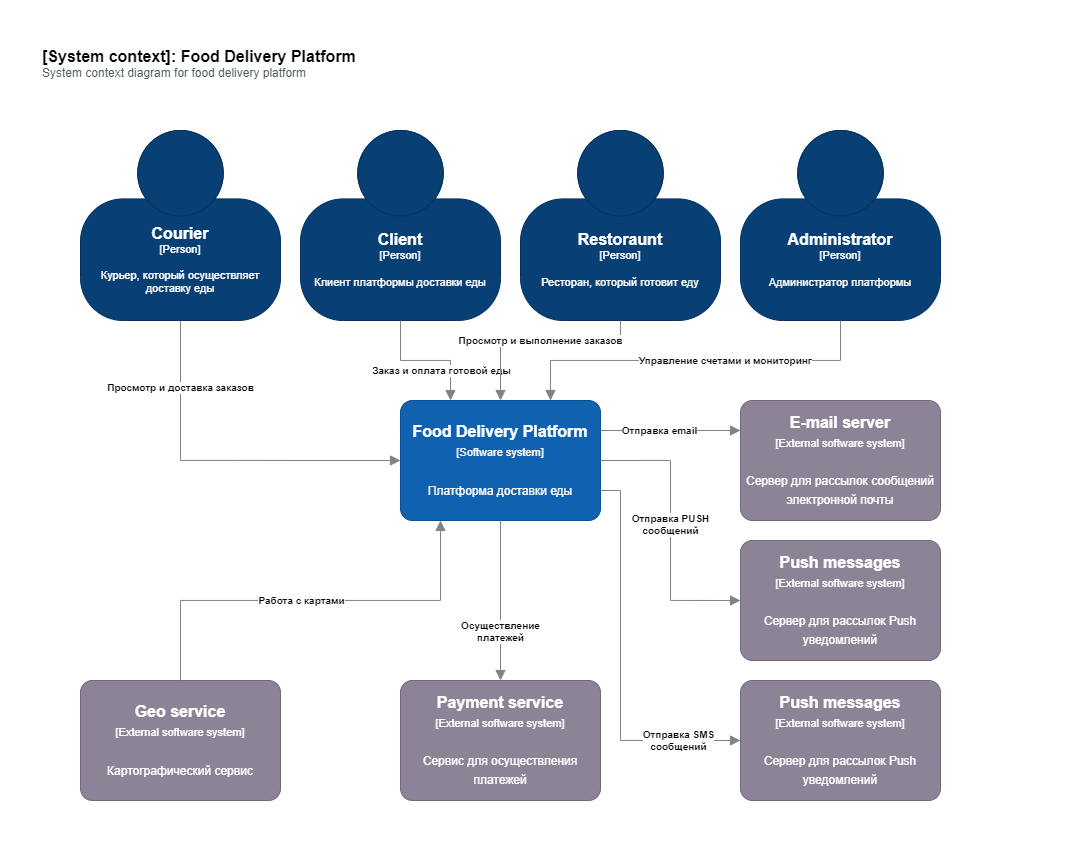 [System context]: Food Delivery Platform
System context diagram for food delivery platform
Courier
[Person]
Курьер, который осуществляет
доставку еды
Client
[Person]
Клиент платформы доставки еды
Restoraunt
[Person]
Ресторан, который готовит еду
Administrator
[Person]
Администратор платформы
Просмотр и выполнение заказов
Управление счетами и мониторинг
Заказ и оплата готовой еды
Просмотр и доставка заказов
Food Delivery Platform
[Software system]
Платформа доставки еды
Отправка email
E-mail server
[External software system]
Сервер для рассылок сообщений
электронной почты
Отправка PUSH
сообщений
Push messages
[External software system]
Сервер для рассылок Push
уведомлений
Работа с картами
Осуществление
платежей
Geo service
[External software system]
Картографический сервис
Payment service
[External software system]
Сервис для осуществления
платежей
Отправка SMS
сообщений
Push messages
[External software system]
Сервер для рассылок Push
уведомлений